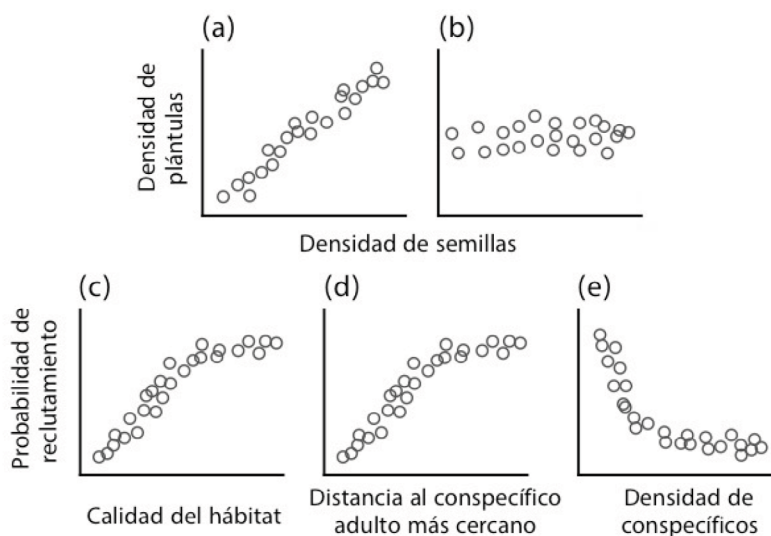 (a)
(b)
Densidad de
plántulas
Densidad de semillas
(c)
(d)
(e)
Probabilidad de
reclutamiento
Calidad del hábitat
Distancia al conspecífico
adulto más cercano
Densidad de
conspecíficos